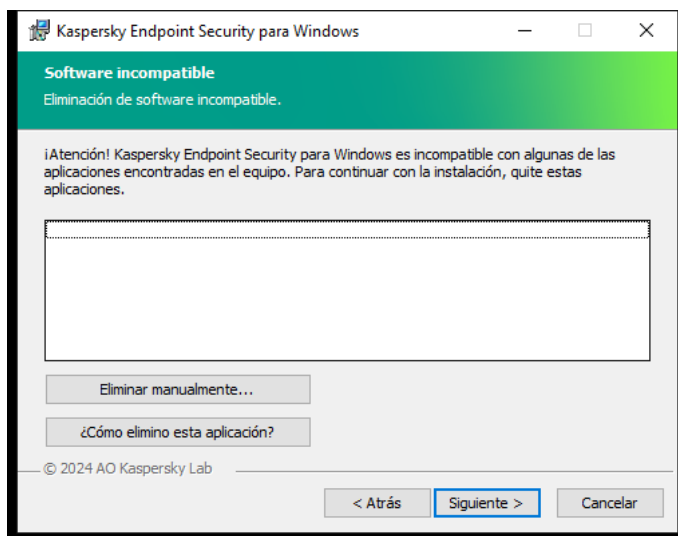 Kaspersky Endpoint Security para Windows
Software incompatible
Eliminación de software incompatible.
¡Atención! Kaspersky Endpoint Security para Windows es incompatible con algunas de las
aplicaciones encontradas en el equipo. Para continuar con la instalación, quite estas
aplicaciones.
Eliminar manualmente...
¿Cómo elimino esta aplicación?
© 2024 AO Kaspersky Lab
< Atrás
Siguiente >
Cancelar